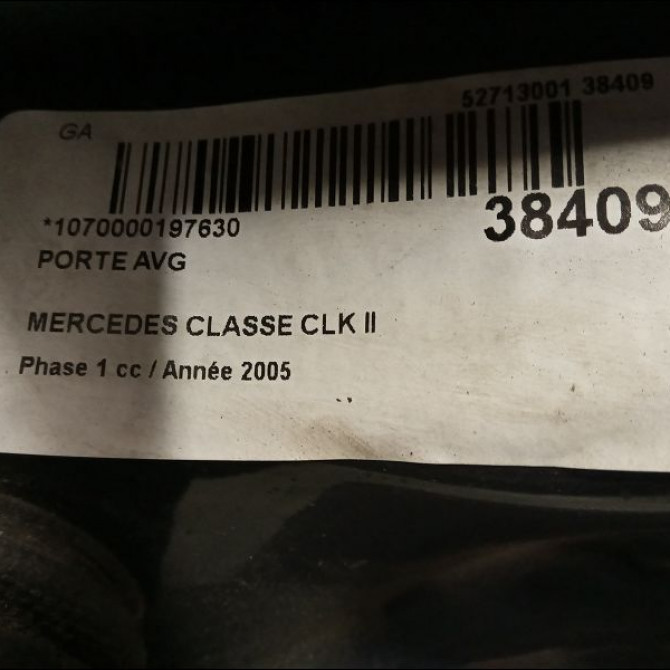 52713001 38409
GA
*1070000197630
38409
PORTE AVG
MERCEDES CLASSE CLK II
Phase 1 cc / Année 2005